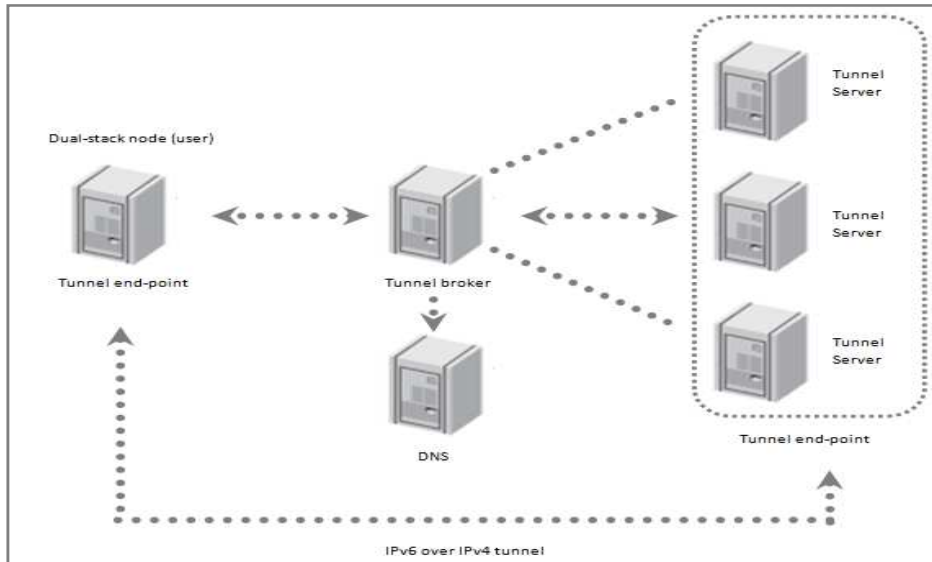 Tunnel
Server
Dual-stack node (user)
Tunnel
Server
Tunnel end-point
Tunnel broker
Tunnel
Server
DNS
Tunnel end-point
IPv6 over IPv4 tunnel